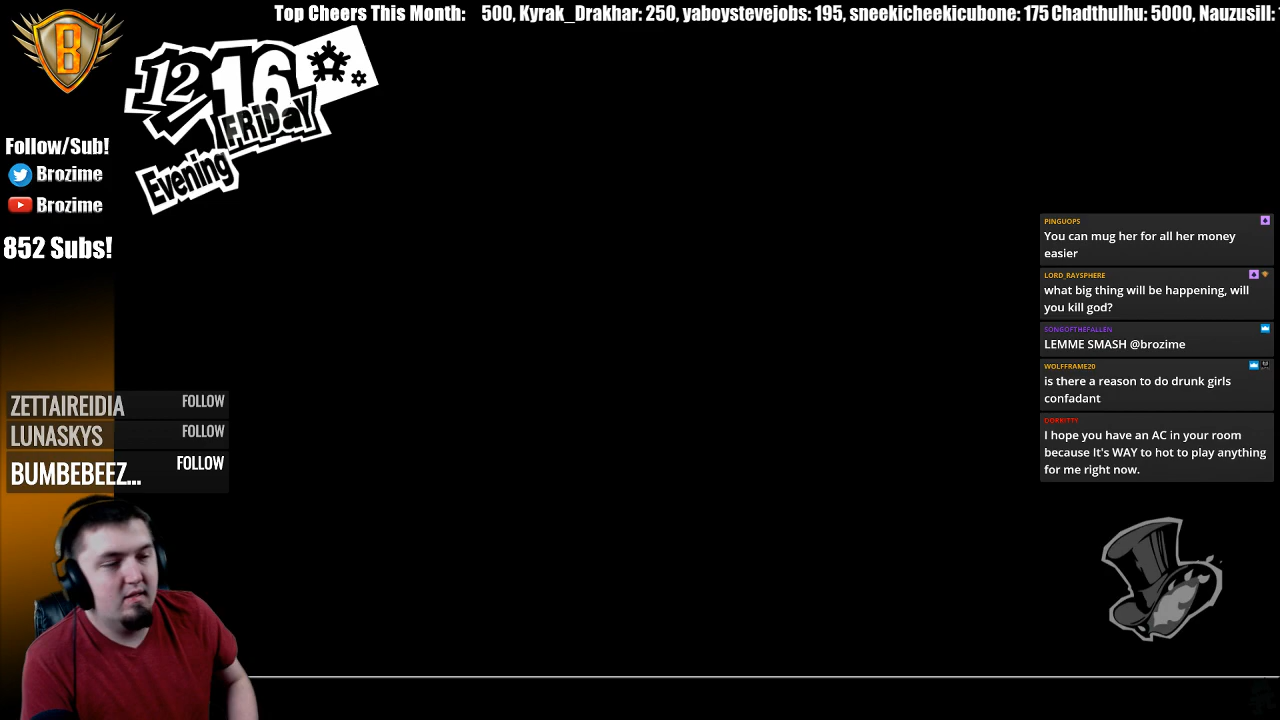 Top Cheers This Month: 500, Kyrak_Drakhar: 250, yaboystevejobs: 195, sneekicheekicubone: 175 Chadthulhu: 5000, Nauzusill:
B
12 16
FRiDaY
Evening
Follow/Sub!
Brozime
Brozime
852 Subs!
PINGUOPS
You can mug her for all her money
easier
LORD_RAYSPHERE
what big thing will be happening, will
you kill god?
SONGOFTHEFALLEN
LEMME SMASH @brozime
WOLFFRAME20
is there a reason to do drunk girls
confadant
DORRITTY
I hope you have an AC in your room
because It's WAY to hot to play anything
for me right now.
ZETTAIREIDIA FOLLOW
LUNASKYS FOLLOW
BUMBEBEEZ... FOLLOW